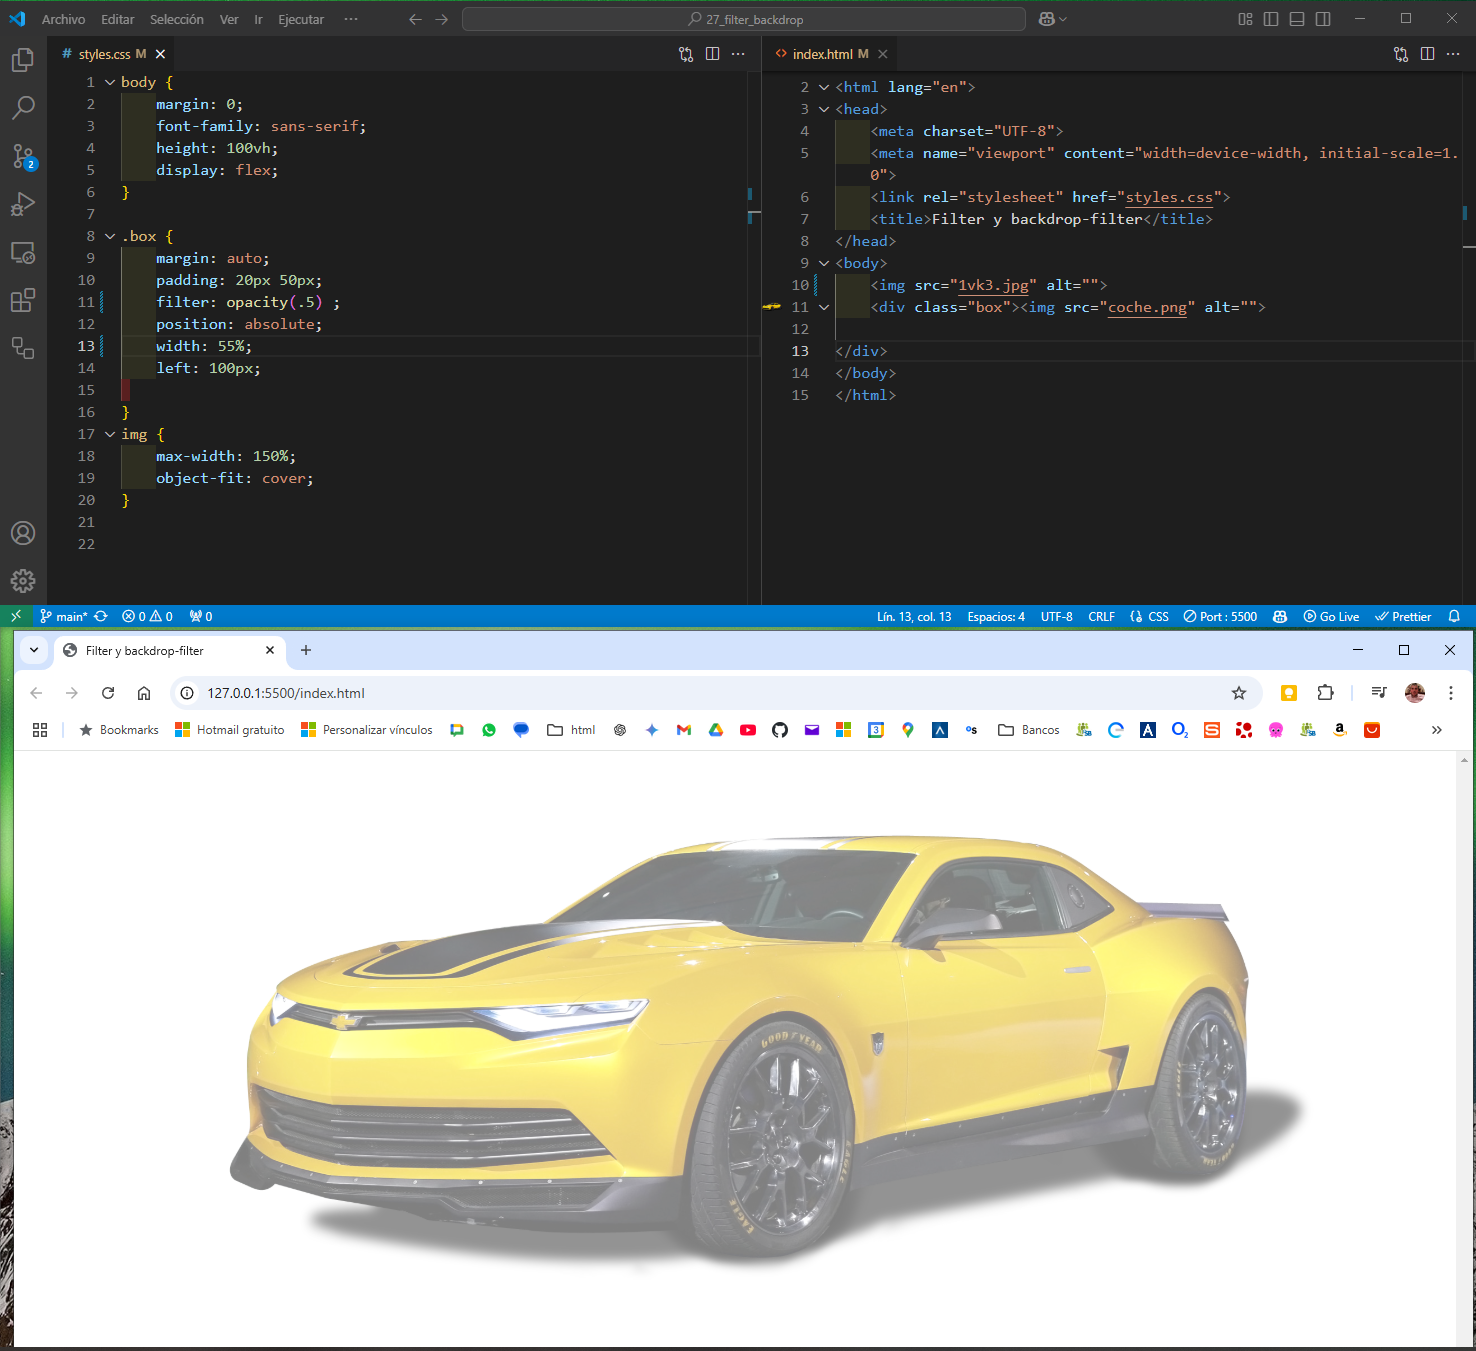 Archivo Editar Selección Ver Ir Ejecutar ··· 27_filter_backdrop
# styles.css M
1 body {
2 margin: 0;
3 font-family: sans-serif;
4 height: 100vh;
5 display: flex;
6 }
7
8 .box {
9 margin: auto;
10 padding: 20px 50px;
11 filter: opacity(.5) ;
12 position: absolute;
13 width: 55%;
14 left: 100px;
15
16 }
17 img {
18 max-width: 150%;
19 object-fit: cover;
20 }
21
22
<> index.html M
2 <html lang="en">
3 <head>
4 <meta charset="UTF-8">
5 <meta name="viewport" content="width=device-width, initial-scale=1.
0">
6 <link rel="stylesheet" href="styles.css">
7 <title>Filter y backdrop-filter</title>
8 </head>
9 <body>
10 <img src="1vk3.jpg" alt="">
11 <div class="box"><img src="coche.png" alt="">
12
13 </div>
14 </body>
15 </html>
2
main* 0 0 0 Lín. 13, col. 13 Espacios: 4 UTF-8 CRLF {} CSS Port : 5500 Go Live Prettier
Filter y backdrop-filter
127.0.0.1:5500/index.html
Bookmarks Hotmail gratuito Personalizar vínculos html Bancos
GOOD YEAR
EAGLE
EAGLE